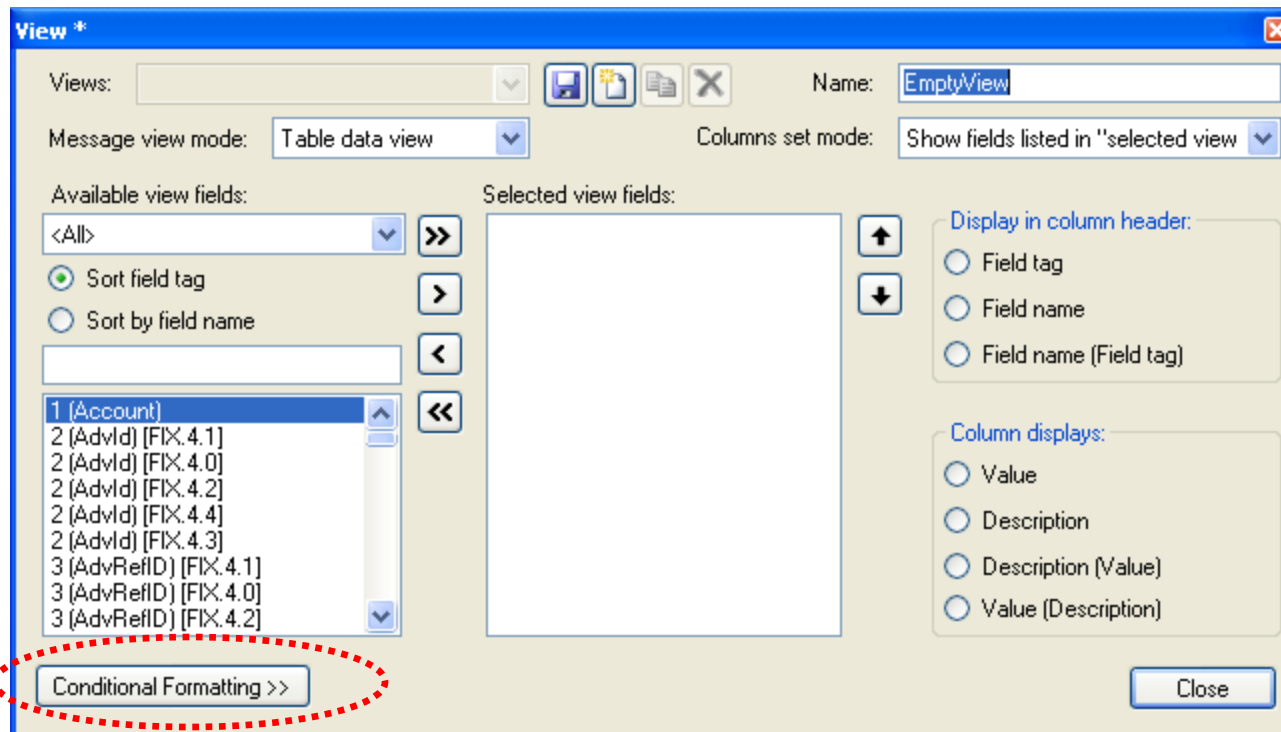 View *
Views:
Name:
EmptyView
Message view mode:
Table data view
Columns set mode:
Show fields listed in "selected view
Available view fields:
Selected view fields:
<All>
>>
Display in column header:
Sort field tag
Field tag
>
Sort by field name
Field name
<
Field name (Field tag)
1 (Account)
<<
2 (AdvId) [FIX.4.1]
2 (AdvId) [FIX.4.0]
2 (AdvId) [FIX.4.2]
2 (AdvId) [FIX.4.4]
2 (AdvId) [FIX.4.3]
3 (AdvRefID) [FIX.4.1]
3 (AdvRefID) [FIX.4.0]
3 (AdvRefID) [FIX.4.2]
Column displays:
Value
Description
Description (Value)
Value (Description)
Conditional Formatting >>
Close